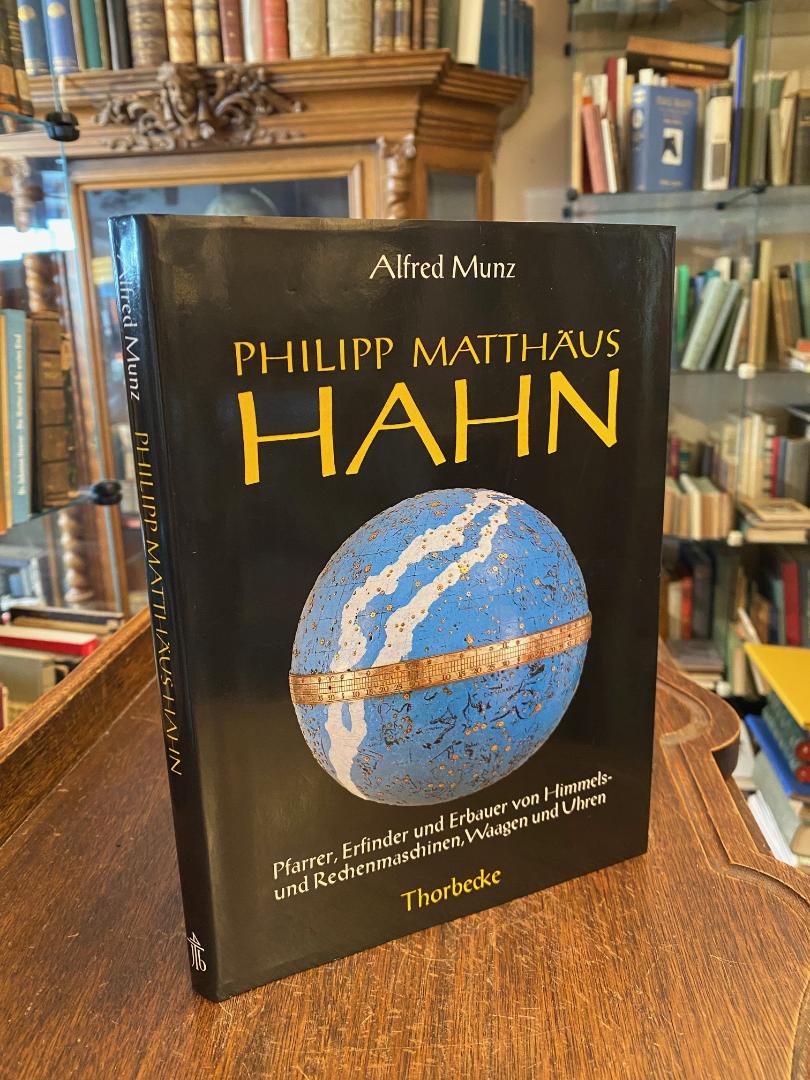 Alfred Munz
PHILIPP MATTHÄUS
HAHN
Pfarrer, Erfinder und Erbauer von Himmels-
und Rechenmaschinen, Waagen und Uhren
Thorbecke
Alfred Munz PHILIPP MATTHÄUS HAHN